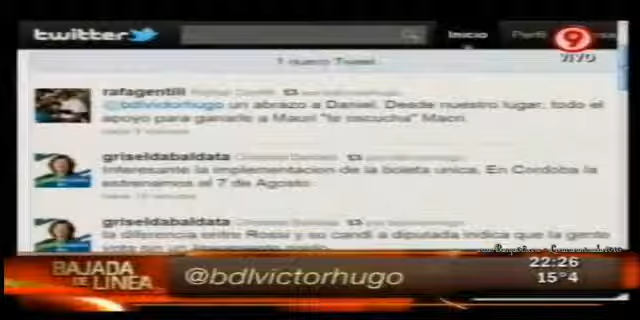 twitter
Inicio
Perfil
9
VIVO
1 nuevo Tweet
rafagentili
@bdlvictorhugo un abrazo a Daniel. Desde nuestro lugar, todo el
apoyo para ganarle a Mauri "te escucha" Macri
griseldabaldata
Interesante la implementacion de la boleta unica, En Cordoba la
estrenamos el 7 de Agosto
griseldabaldata
la diferencia entre Rossi y su candi a diputada indica que la gente
BAJADA
DE LINEA
@bdlvictorhugo
22:26
15°4